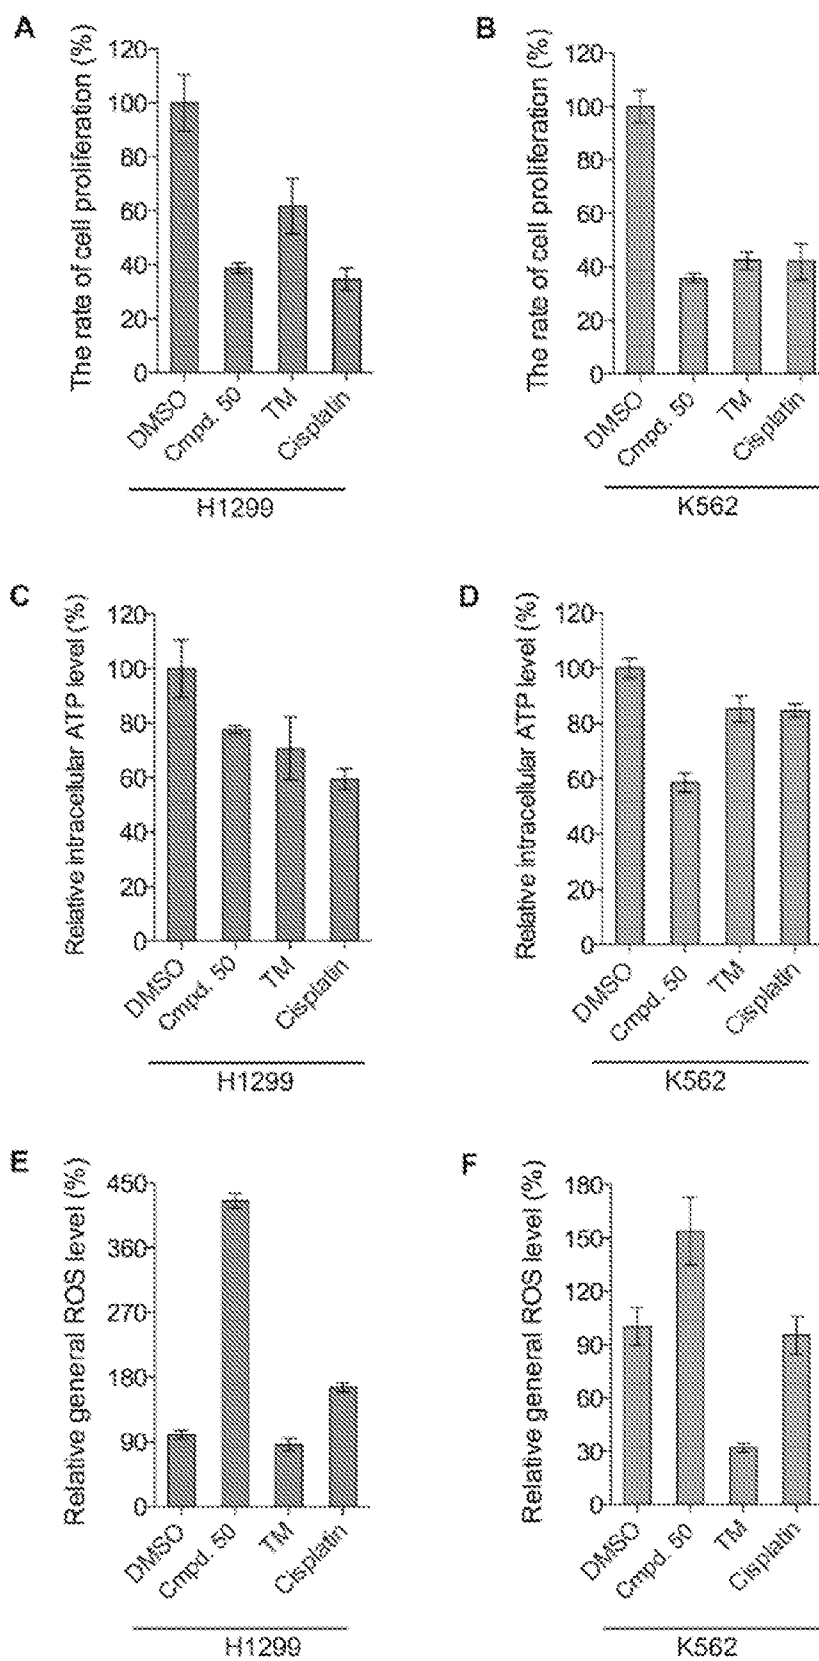 A
The rate of cell proliferation (%)
120
100
80
60
40
20
0
DMSO
Cmpd. 50
TM
Cisplatin
H1299
B
The rate of cell proliferation (%)
120
100
80
60
40
20
0
DMSO
Cmpd. 50
TM
Cisplatin
K562
C
Relative intracellular ATP level (%)
120
100
80
60
40
20
0
DMSO
Cmpd. 50
TM
Cisplatin
H1299
D
Relative intracellular ATP level (%)
120
100
80
60
40
20
0
DMSO
Cmpd. 50
TM
Cisplatin
K562
E
Relative general ROS level (%)
450
360
270
180
90
0
DMSO
Cmpd. 50
TM
Cisplatin
H1299
F
Relative general ROS level (%)
180
150
120
90
60
30
0
DMSO
Cmpd. 50
TM
Cisplatin
K562